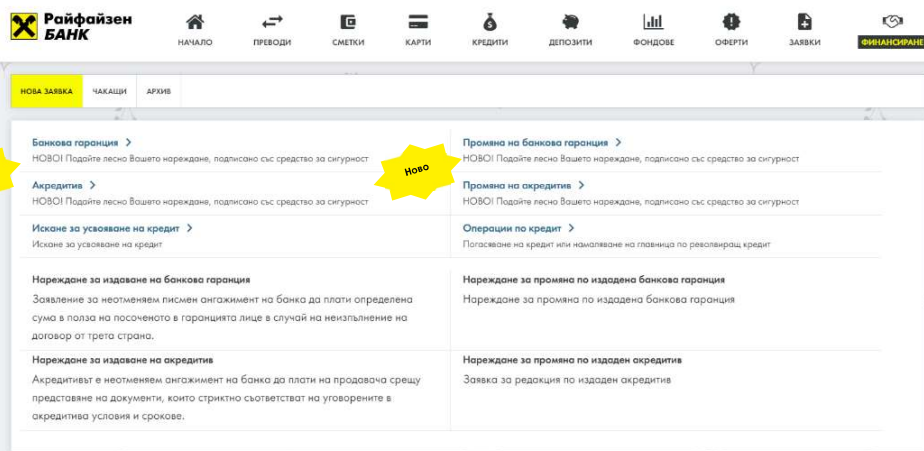 Райфайзен
БАНК
НАЧАЛО
ПРЕВОДИ
СМЕТКИ
КАРТИ
КРЕДИТИ
ДЕПОЗИТИ
ФОНДОВЕ
ОФЕРТИ
ЗАЯВКИ
ФИНАНСИРАНЕ
НОВА ЗАЯВКА
ЧАКАЩИ
АРХИВ
Банкова гаранция >
НОВО! Подайте лесно Вашето нареждане, подписано със средство за сигурност
Ново
Промяна на банкова гаранция >
НОВО! Подайте лесно Вашето нареждане, подписано със средство за сигурност
Акредитив >
НОВО! Подайте лесно Вашето нареждане, подписано със средство за сигурност
Промяна на акредитив >
НОВО! Подайте лесно Вашето нареждане, подписано със средство за сигурност
Искане за усвояване на кредит >
Искане за усвояване на кредит
Операции по кредит >
Погасяване на кредит или намаляване на главница по револвиращ кредит
Нареждане за издаване на банкова гаранция
Заявление за неотменяем писмен ангажимент на банка да плати определена
сума в полза на посоченото в гаранцията лице в случай на неизпълнение на
договор от трета страна.
Нареждане за промяна по издадена банкова гаранция
Нареждане за промяна по издадена банкова гаранция
Нареждане за издаване на акредитив
Акредитивът е неотменяем ангажимент на банка да плати на продавача срещу
представяне на документи, които стриктно съответстват на уговорените в
акредитива условия и срокове.
Нареждане за промяна по издаден акредитив
Заявка за редакция по издаден акредитив